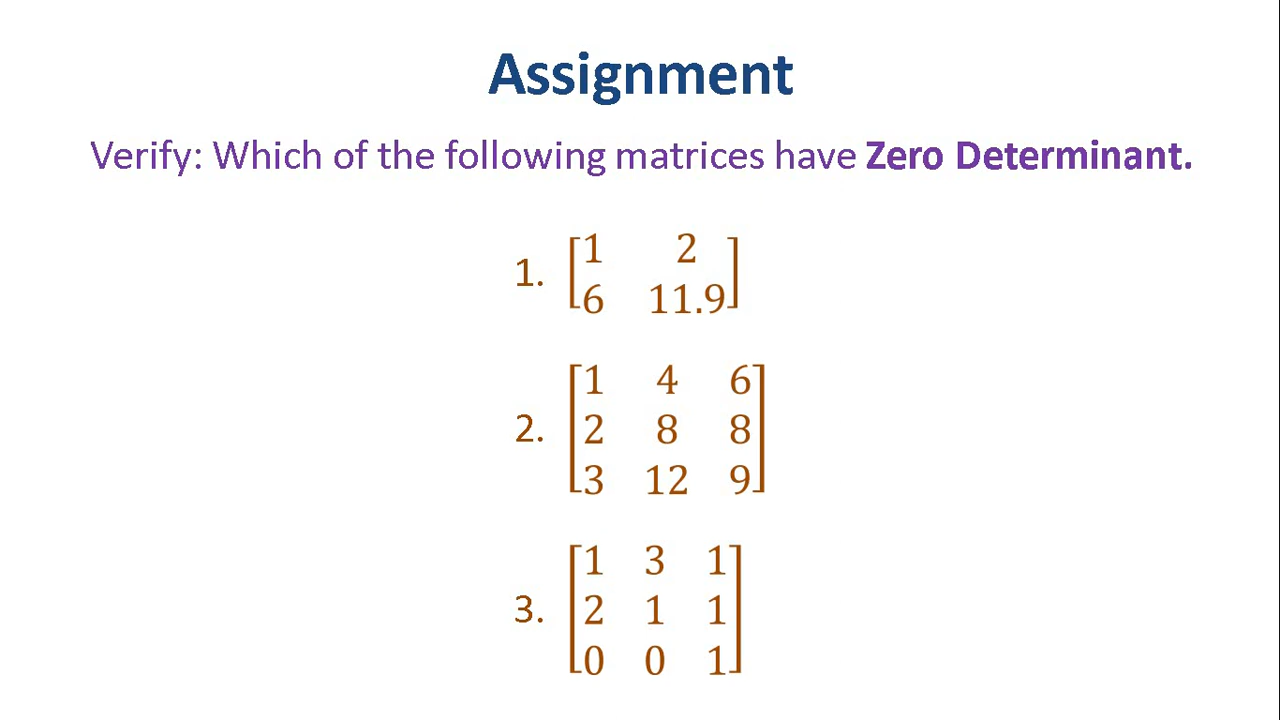 Assignment
Verify: Which of the following matrices have Zero Determinant.
1. [1 2
6 11.9]
2. [1 4 6
2 8 8
3 12 9]
3. [1 3 1
2 1 1
0 0 1]